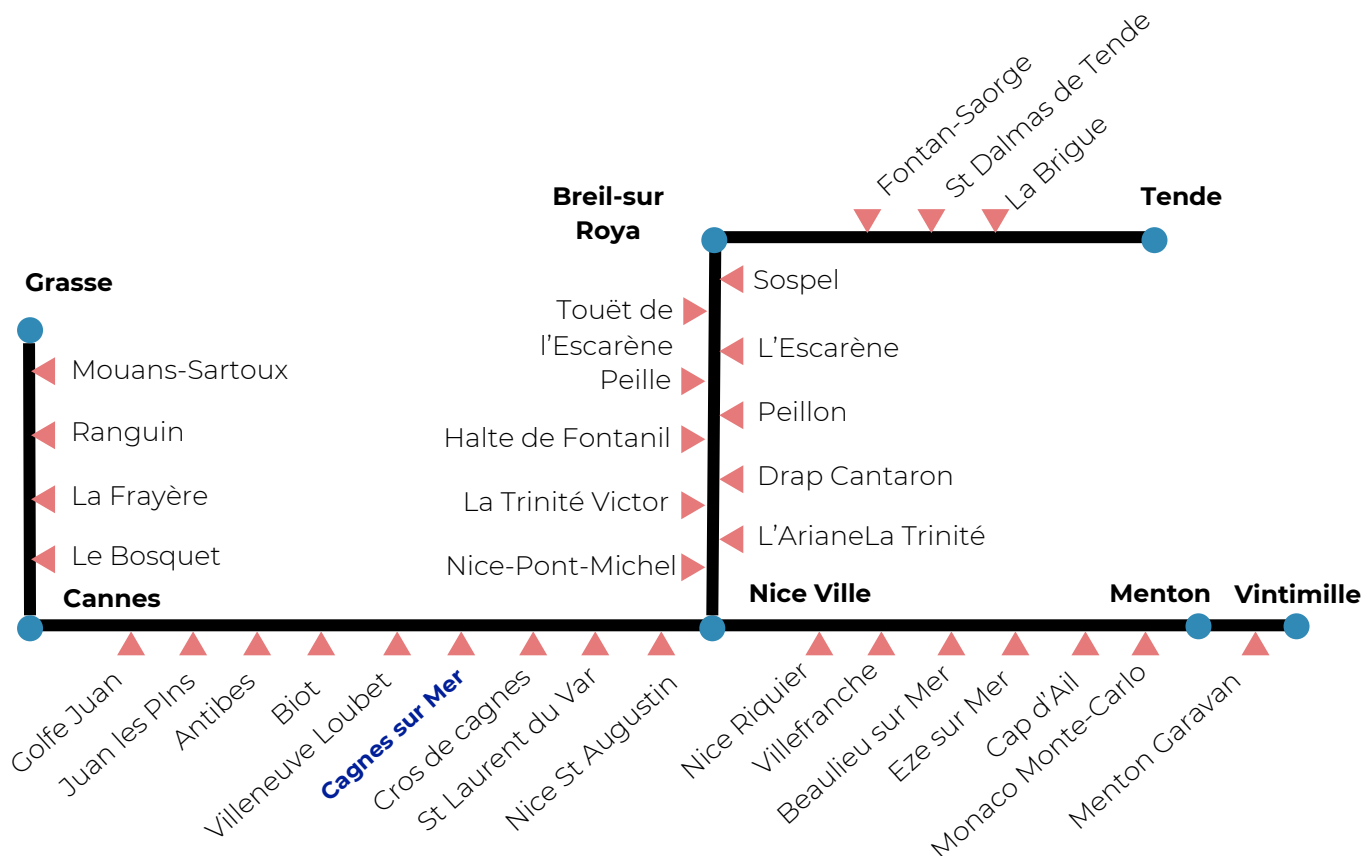 Fontan-Saorge
St Dalmas de Tende
La Brigue
Breil-sur
Roya
Tende
Grasse
Sospel
Touët de
l'Escarène
L'Escarène
Mouans-Sartoux
Peille
Peillon
Ranguin
Halte de Fontanil
Drap Cantaron
La Frayère
La Trinité Victor
L'ArianeLa Trinité
Le Bosquet
Nice-Pont-Michel
Cannes
Nice Ville
Menton
Vintimille
Golfe Juan
Juan les PIns
Antibes
Biot
Villeneuve Loubet
Cagnes sur Mer
Cros de cagnes
St Laurent du Var
Nice St Augustin
Nice Riquier
Villefranche
Beaulieu sur Mer
Eze sur Mer
Cap d'Ail
Monaco Monte-Carlo
Menton Garavan